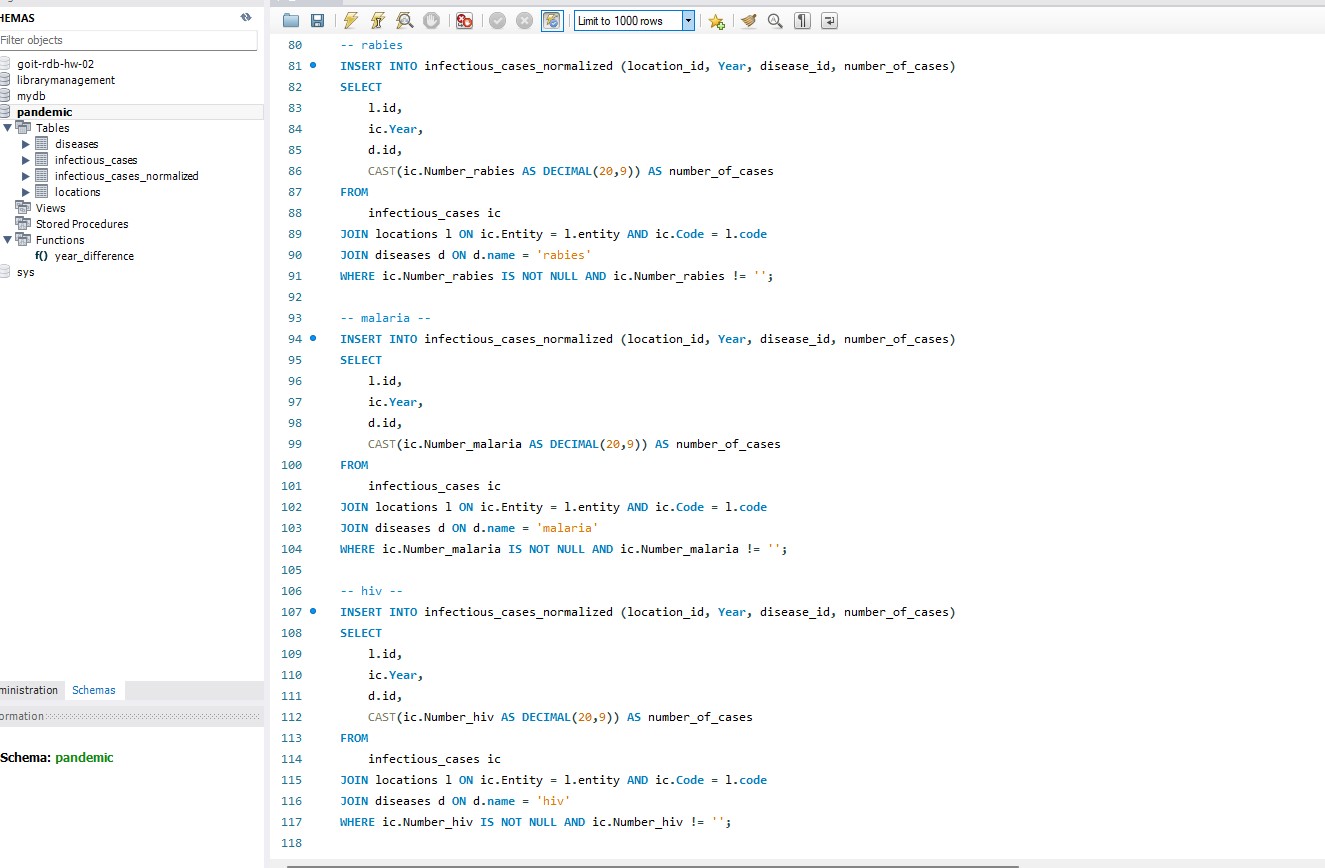 HEMAS
Filter objects
goit-rdb-hw-02
librarymanagement
mydb
pandemic
Tables
diseases
infectious_cases
infectious_cases_normalized
locations
Views
Stored Procedures
Functions
f() year_difference
sys
ministration Schemas
ormation
Schema: pandemic
Limit to 1000 rows
80 -- rabies
81 INSERT INTO infectious_cases_normalized (location_id, Year, disease_id, number_of_cases)
82 SELECT
83 l.id,
84 ic.Year,
85 d.id,
86 CAST(ic.Number_rabies AS DECIMAL(20,9)) AS number_of_cases
87 FROM
88 infectious_cases ic
89 JOIN locations l ON ic.Entity = l.entity AND ic.Code = l.code
90 JOIN diseases d ON d.name = 'rabies'
91 WHERE ic.Number_rabies IS NOT NULL AND ic.Number_rabies != '';
92
93 -- malaria --
94 INSERT INTO infectious_cases_normalized (location_id, Year, disease_id, number_of_cases)
95 SELECT
96 l.id,
97 ic.Year,
98 d.id,
99 CAST(ic.Number_malaria AS DECIMAL(20,9)) AS number_of_cases
100 FROM
101 infectious_cases ic
102 JOIN locations l ON ic.Entity = l.entity AND ic.Code = l.code
103 JOIN diseases d ON d.name = 'malaria'
104 WHERE ic.Number_malaria IS NOT NULL AND ic.Number_malaria != '';
105
106 -- hiv --
107 INSERT INTO infectious_cases_normalized (location_id, Year, disease_id, number_of_cases)
108 SELECT
109 l.id,
110 ic.Year,
111 d.id,
112 CAST(ic.Number_hiv AS DECIMAL(20,9)) AS number_of_cases
113 FROM
114 infectious_cases ic
115 JOIN locations l ON ic.Entity = l.entity AND ic.Code = l.code
116 JOIN diseases d ON d.name = 'hiv'
117 WHERE ic.Number_hiv IS NOT NULL AND ic.Number_hiv != '';
118